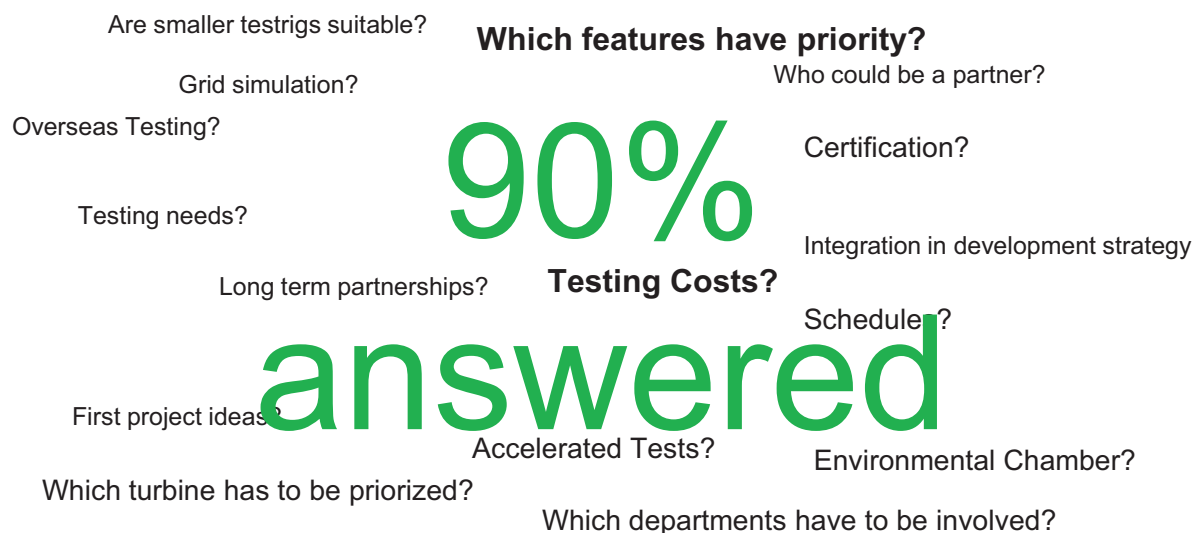 Are smaller testrigs suitable?
Which features have priority?
Grid simulation?
Who could be a partner?
Overseas Testing?
90%
Certification?
Testing needs?
Integration in development strategy
Long term partnerships?
Testing Costs?
Schedules?
answered
First project ideas?
Accelerated Tests?
Environmental Chamber?
Which turbine has to be priorized?
Which departments have to be involved?